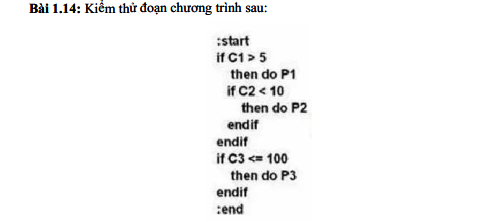 Bài 1.14: Kiểm thử đoạn chương trình sau:
:start
if C1 > 5
then do P1
if C2 < 10
then do P2
endif
endif
if C3 <= 100
then do P3
endif
:end